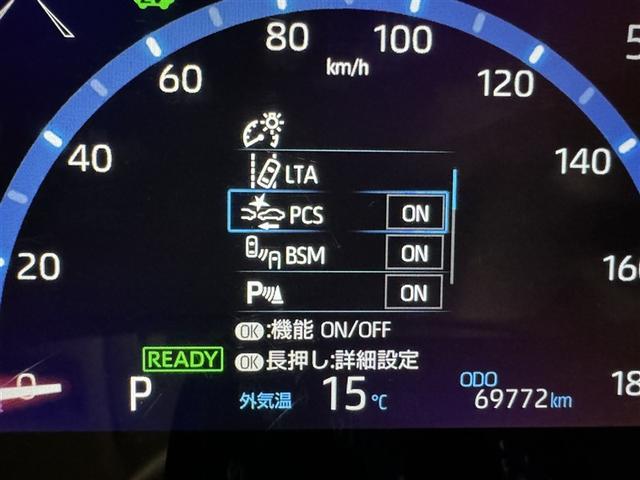 80
100
km/h
60
120
40
140
LTA
PCS ON
BSM ON
20
P ON
OK:機能 ON/OFF
OK長押し:詳細設定
READY
0
P
外気温 15℃
ODO
69772km